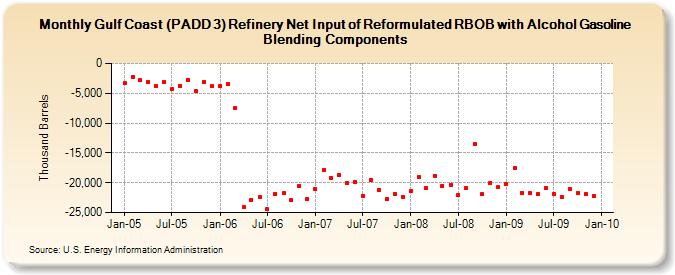 Monthly Gulf Coast (PADD 3) Refinery Net Input of Reformulated RBOB with Alcohol Gasoline
Blending Components
Thousand Barrels
0
-5,000
-10,000
-15,000
-20,000
-25,000
Jan-05 Jul-05 Jan-06 Jul-06 Jan-07 Jul-07 Jan-08 Jul-08 Jan-09 Jul-09 Jan-10
Source: U.S. Energy Information Administration